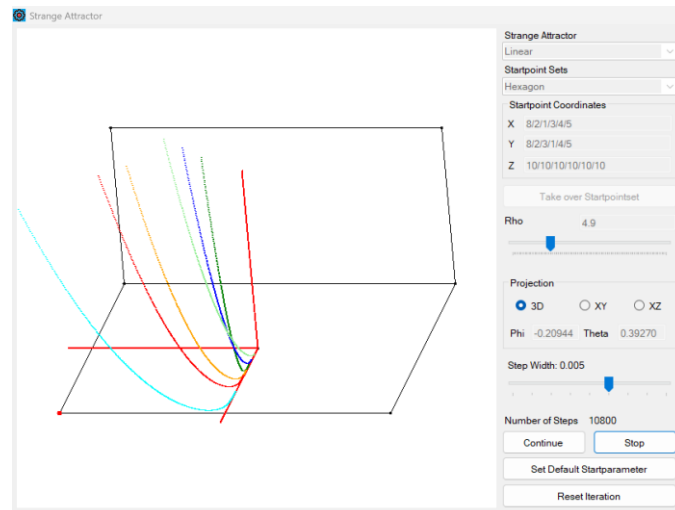 Strange Attractor
Strange Attractor
Linear
Startpoint Sets
Hexagon
Startpoint Coordinates
X 8/2/1/3/4/5
Y 8/2/3/1/4/5
Z 10/10/10/10/10/10
Take over Startpointset
Rho 4.9
Projection
3D XY XZ
Phi -0.20944 Theta 0.39270
Step Width: 0.005
Number of Steps 10800
Continue Stop
Set Default Startparameter
Reset Iteration